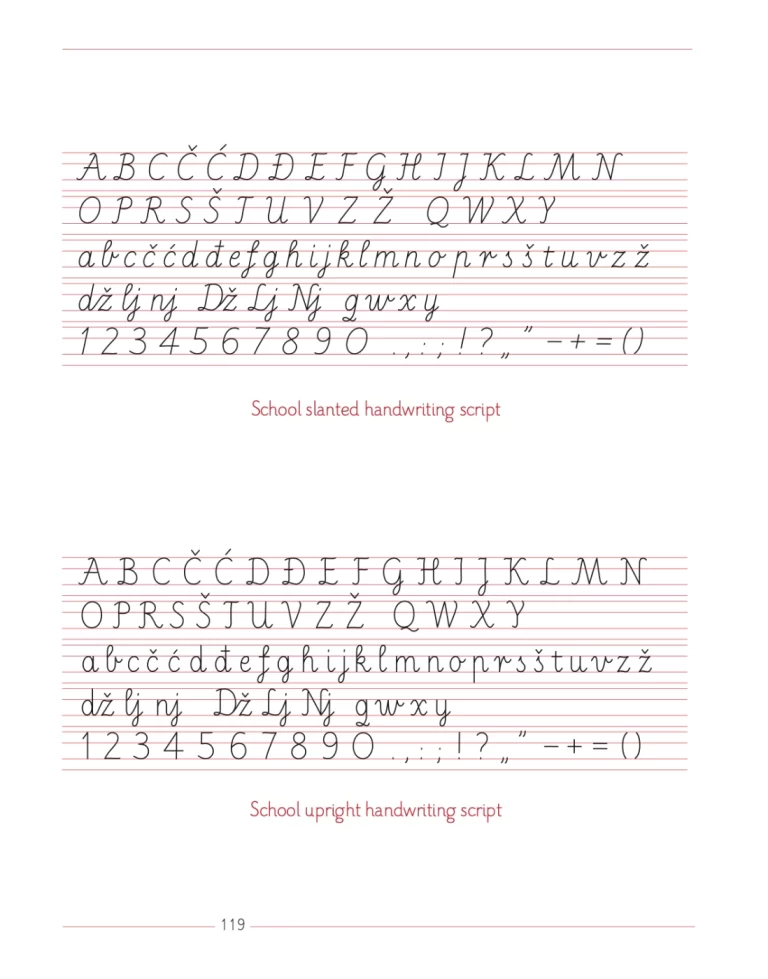 A B C Č Ć D Đ E F G H I J K L M N
O P R S Š T U V Z Ž Q W X Y
a b c č ć d đ e f g h i j k l m n o p r s š t u v z ž
dž lj nj Dž Lj Nj q w x y
1 2 3 4 5 6 7 8 9 0 . , : ; ! ? „ ” − + = ( )
School slanted handwriting script
A B C Č Ć D Đ E F G H I J K L M N
O P R S Š T U V Z Ž Q W X Y
a b c č ć d đ e f g h i j k l m n o p r s š t u v z ž
dž lj nj Dž Lj Nj q w x y
1 2 3 4 5 6 7 8 9 0 . , : ; ! ? „ ” − + = ( )
School upright handwriting script
119